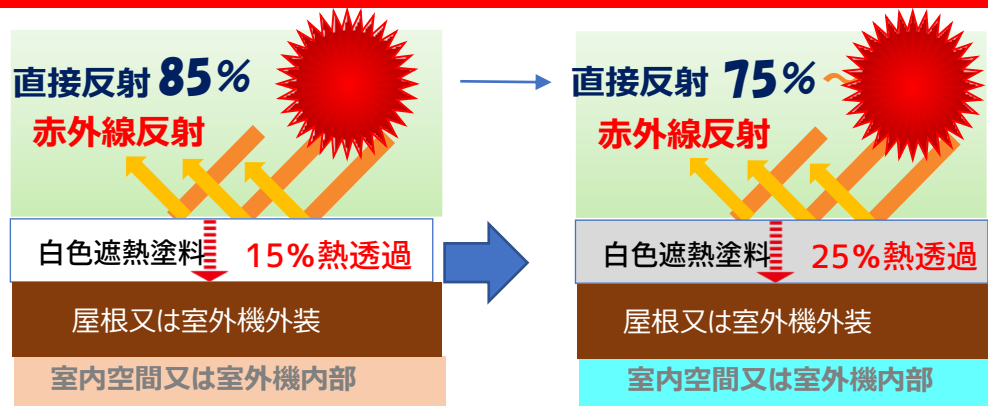 直接反射 85%
赤外線反射
白色遮熱塗料 15%熱透過
屋根又は室外機外装
室内空間又は室外機内部
直接反射 75%
赤外線反射
白色遮熱塗料 25%熱透過
屋根又は室外機外装
室内空間又は室外機内部